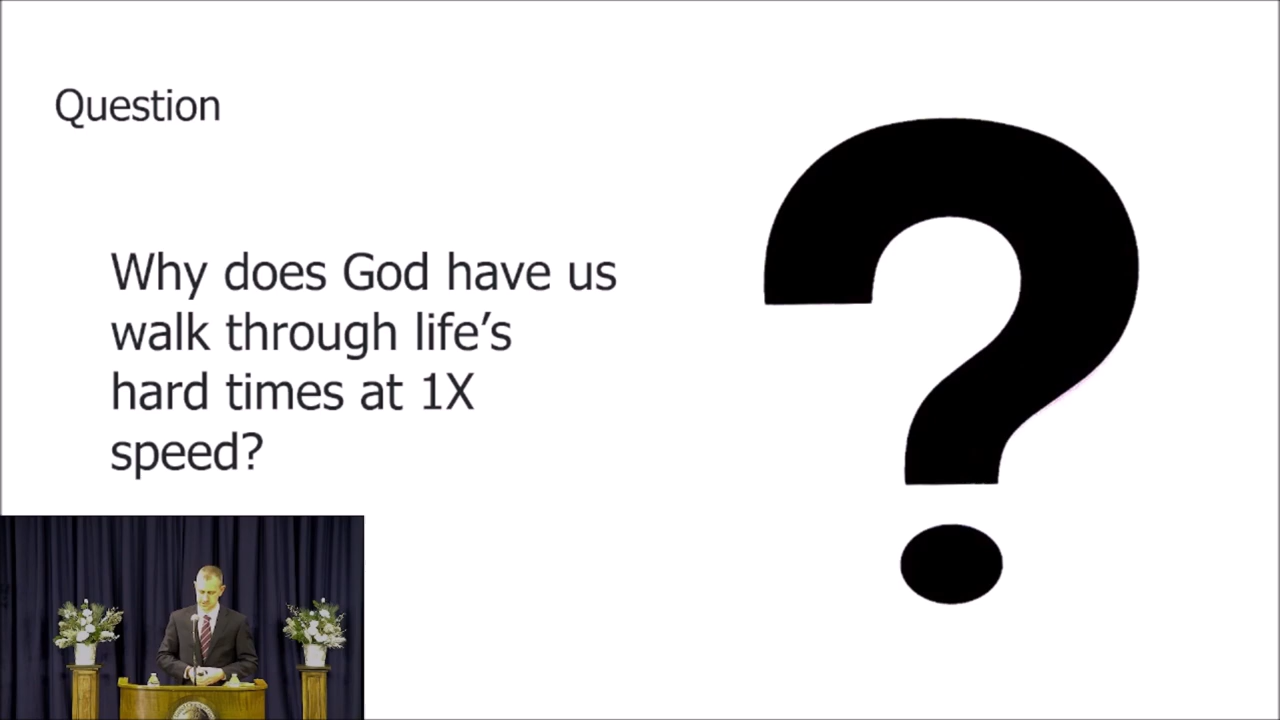 Question
Why does God have us
walk through life’s
hard times at 1X
speed?